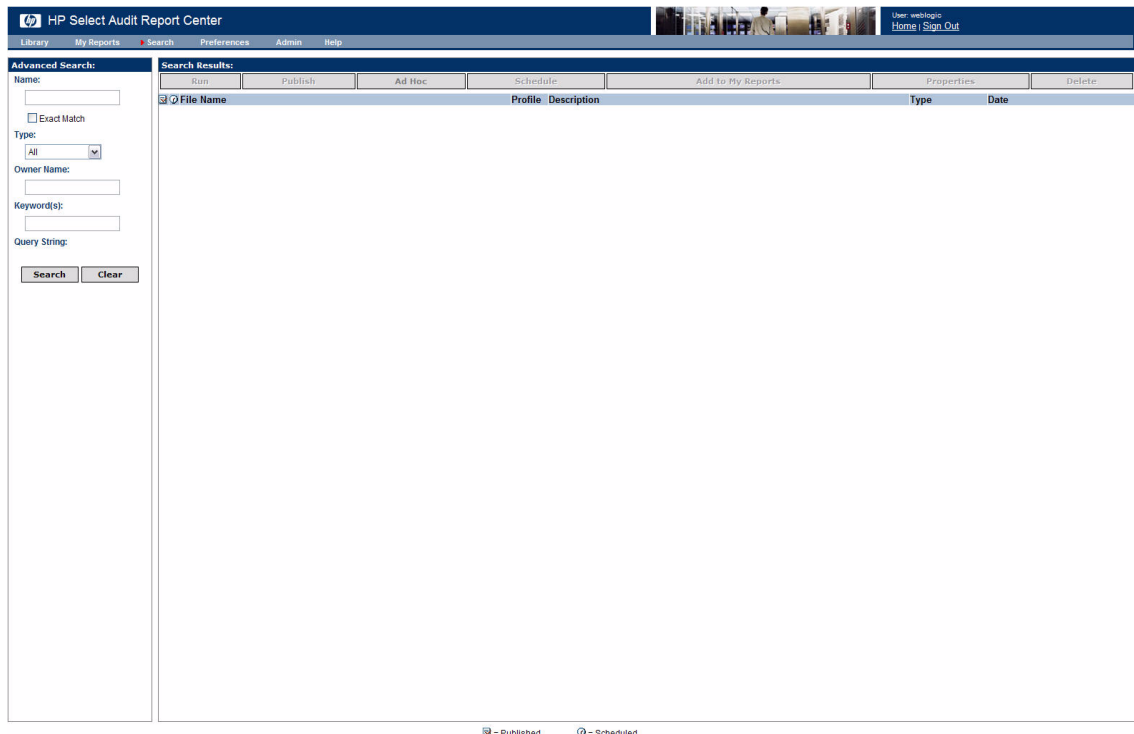 hp HP Select Audit Report Center
User: weblogic
Home | Sign Out
Library My Reports Search Preferences Admin Help
Advanced Search:
Name:
Exact Match
Type:
All
Owner Name:
Keyword(s):
Query String:
Search Clear
Search Results:
Run Publish Ad Hoc Schedule Add to My Reports Properties Delete
File Name Profile Description Type Date
= Published = Scheduled